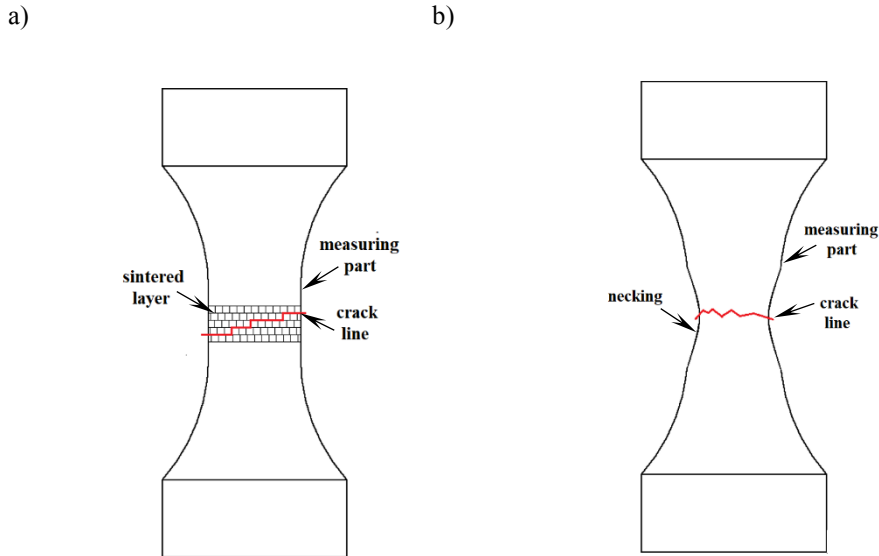 a)
b)
measuring
part
sintered
layer
crack
line
measuring
part
necking
crack
line